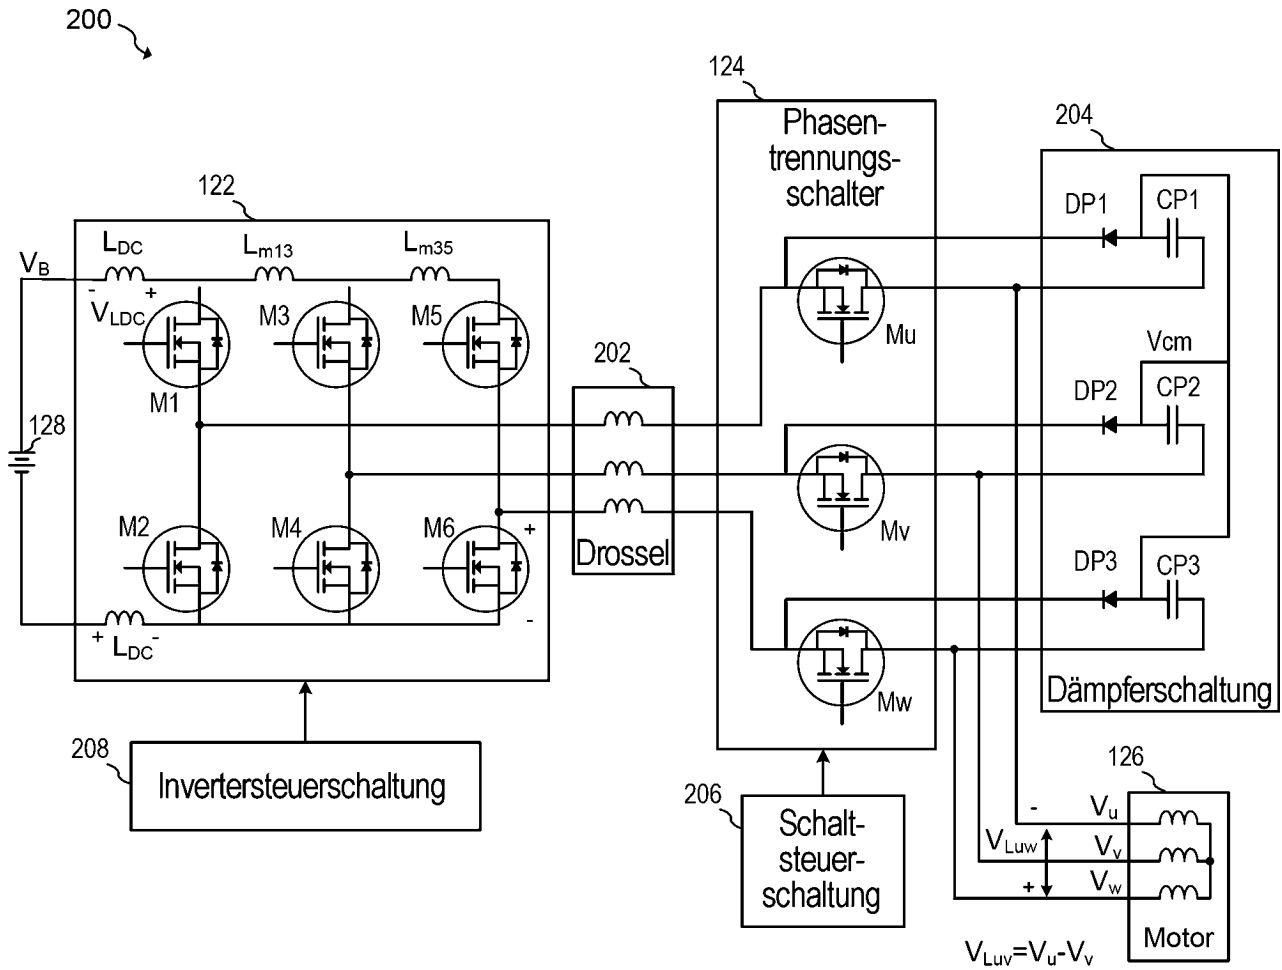 200
124
Phasen-
trennungs-
schalter
204
122
L_DC
L_m13
L_m35
V_B
- +
V_LDC
M3
M5
M1
DP1
CP1
Mu
202
Vcm
DP2
CP2
128
M2
M4
M6
+
-
Drossel
Mv
DP3
CP3
+ L_DC -
Mw
Dämpferschaltung
208
Invertersteuerschaltung
206
Schalt-
steuer-
schaltung
126
-
V_u
V_Luw
V_v
+
V_w
Motor
V_Luv=V_u-V_v